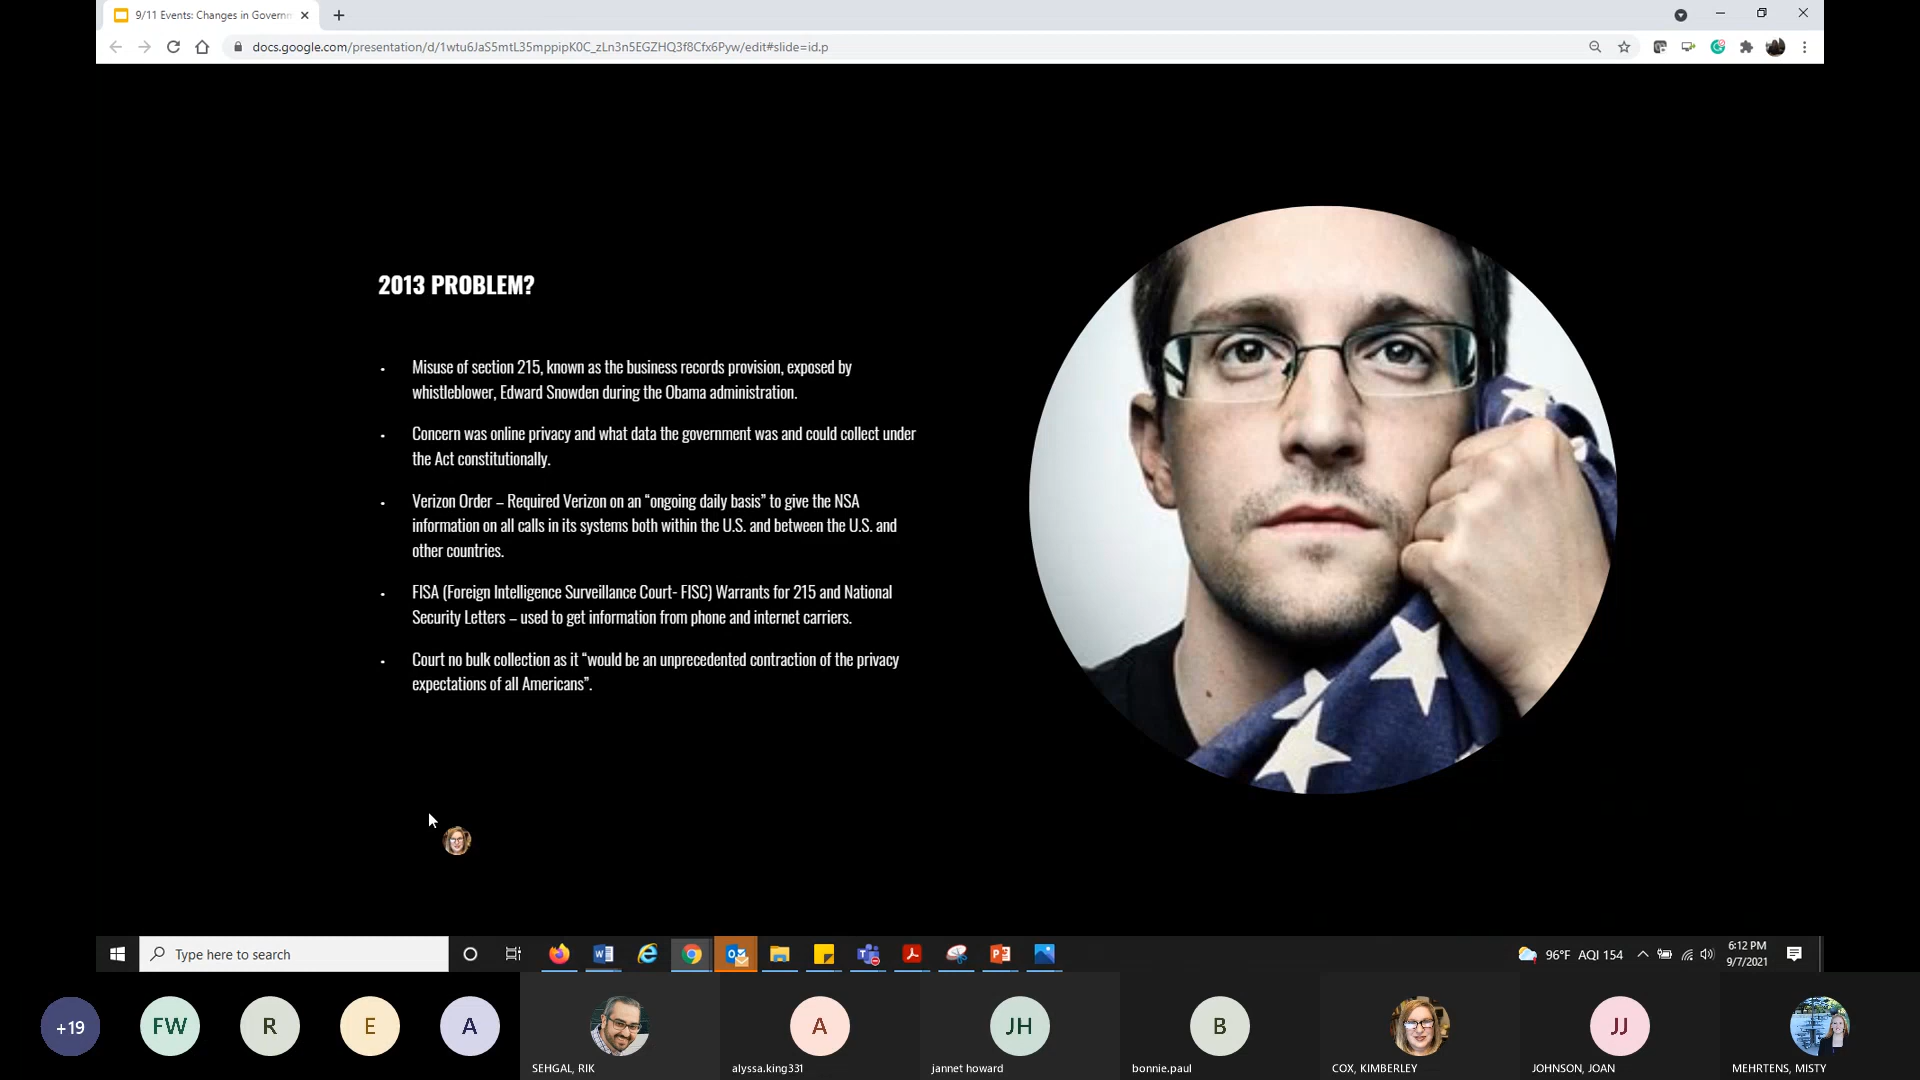 9/11 Events: Changes in Governm
docs.google.com/presentation/d/1wtu6JaS5mtL35mppipK0C_zLn3n5EGZHQ3f8Cfx6Pyw/edit#slide=id.p
2013 PROBLEM?
• Misuse of section 215, known as the business records provision, exposed by
whistleblower, Edward Snowden during the Obama administration.
• Concern was online privacy and what data the government was and could collect under
the Act constitutionally.
• Verizon Order – Required Verizon on an “ongoing daily basis” to give the NSA
information on all calls in its systems both within the U.S. and between the U.S. and
other countries.
• FISA (Foreign Intelligence Surveillance Court- FISC) Warrants for 215 and National
Security Letters – used to get information from phone and internet carriers.
• Court no bulk collection as it “would be an unprecedented contraction of the privacy
expectations of all Americans”.
Type here to search
96°F AQI 154
6:12 PM
9/7/2021
+19
FW
R
E
A
A
JH
B
JJ
SEHGAL, RIK
alyssa.king331
jannet howard
bonnie.paul
COX, KIMBERLEY
JOHNSON, JOAN
MEHRTENS, MISTY